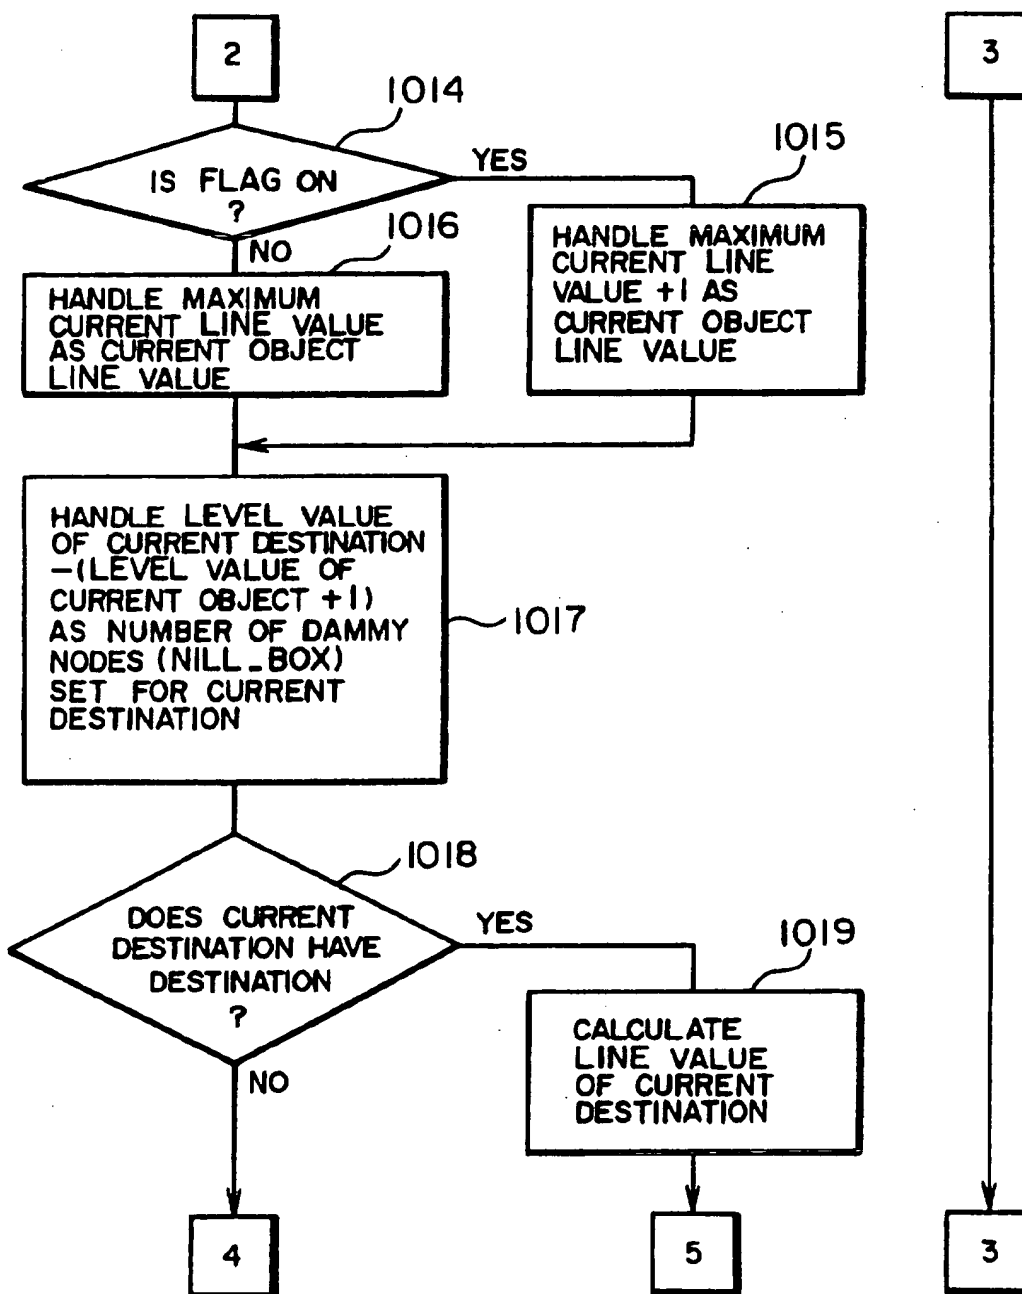 2
3
1014
IS FLAG ON
?
YES
1015
NO
1016
HANDLE MAXIMUM
CURRENT LINE
VALUE +1 AS
CURRENT OBJECT
LINE VALUE
HANDLE MAXIMUM
CURRENT LINE VALUE
AS CURRENT OBJECT
LINE VALUE
HANDLE LEVEL VALUE
OF CURRENT DESTINATION
-(LEVEL VALUE OF
CURRENT OBJECT +1)
AS NUMBER OF DAMMY
NODES (NILL_BOX)
SET FOR CURRENT
DESTINATION
1017
1018
DOES CURRENT
DESTINATION HAVE
DESTINATION
?
YES
1019
NO
CALCULATE
LINE VALUE
OF CURRENT
DESTINATION
4
5
3